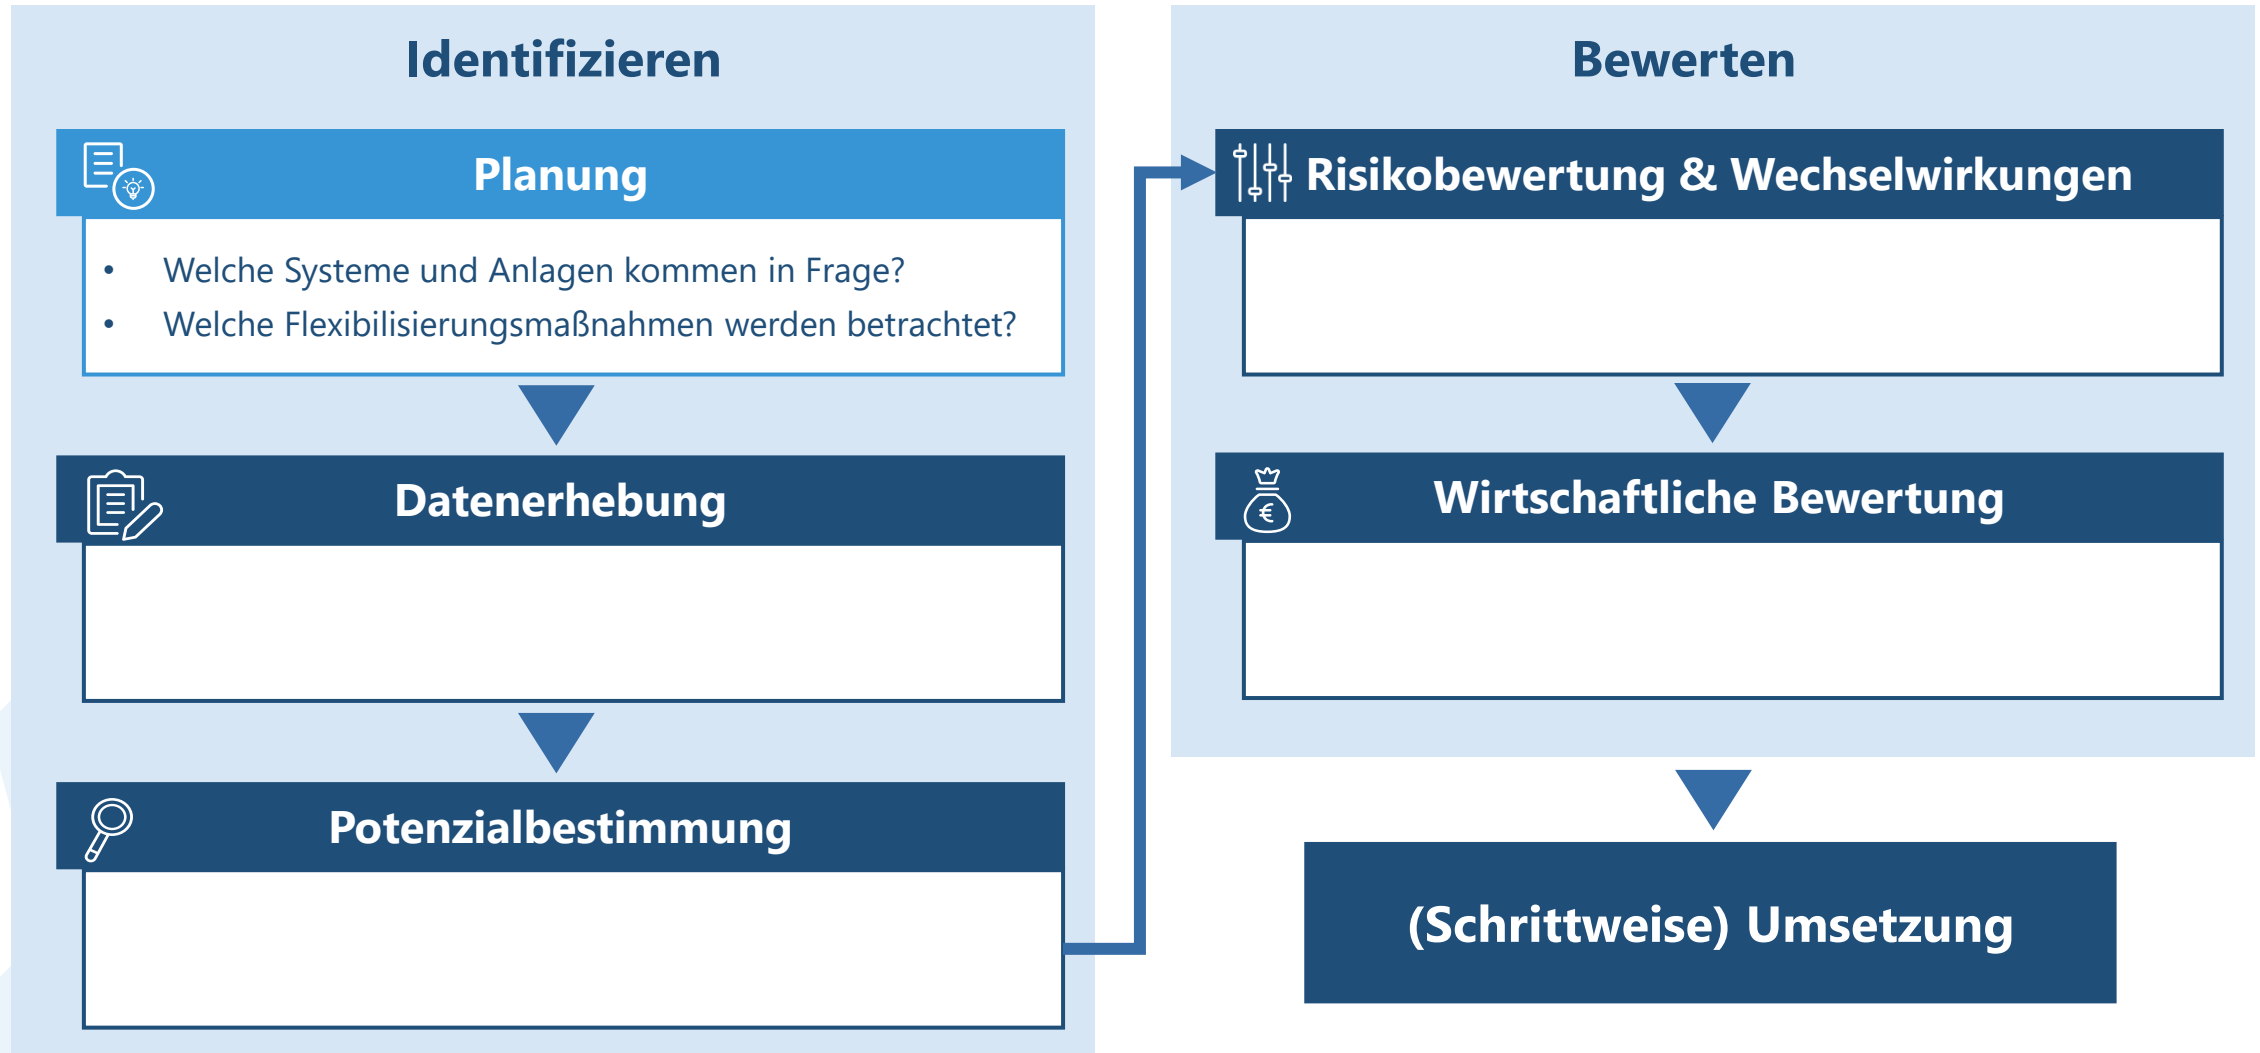 Identifizieren
Planung
• Welche Systeme und Anlagen kommen in Frage?
• Welche Flexibilisierungsmaßnahmen werden betrachtet?
Datenerhebung
Potenzialbestimmung
Bewerten
Risikobewertung & Wechselwirkungen
Wirtschaftliche Bewertung
€
(Schrittweise) Umsetzung